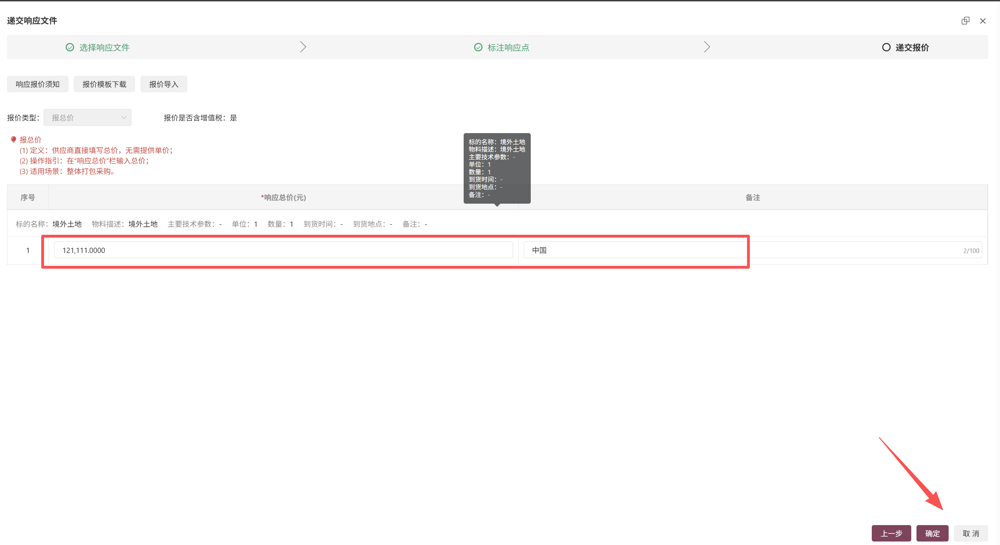 递交响应文件
选择响应文件
标注响应点
递交报价
响应报价须知
报价模板下载
报价导入
报价类型：
报总价
报价是否含增值税：是
报总价
(1) 定义：供应商直接填写总价，无需提供单价；
(2) 操作指引：在“响应总价”栏输入总价；
(3) 适用场景：整体打包采购。
标的名称：境外土地
物料描述：境外土地
主要技术参数：-
单位：1
数量：1
到货时间：-
到货地点：-
备注：-
序号
*响应总价(元)
备注
标的名称：境外土地 物料描述：境外土地 主要技术参数：- 单位：1 数量：1 到货时间：- 到货地点：- 备注：-
1
121,111.0000
中国
2/100
上一步
确定
取 消